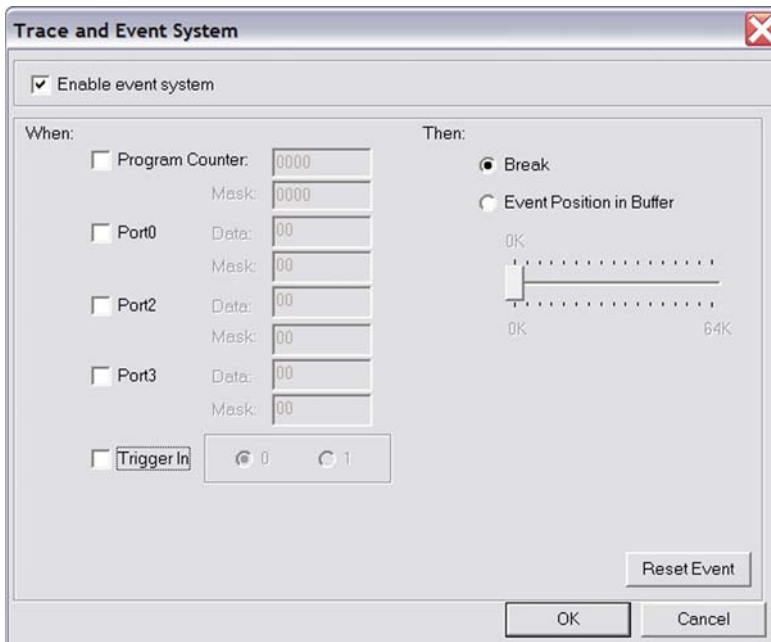 Trace and Event System
Enable event system
When:
Program Counter: 0000
Mask: 0000
Port0 Data: 00
Mask: 00
Port2 Data: 00
Mask: 00
Port3 Data: 00
Mask: 00
Trigger In 0 1
Then:
Break
Event Position in Buffer
0K
0K 64K
Reset Event
OK Cancel